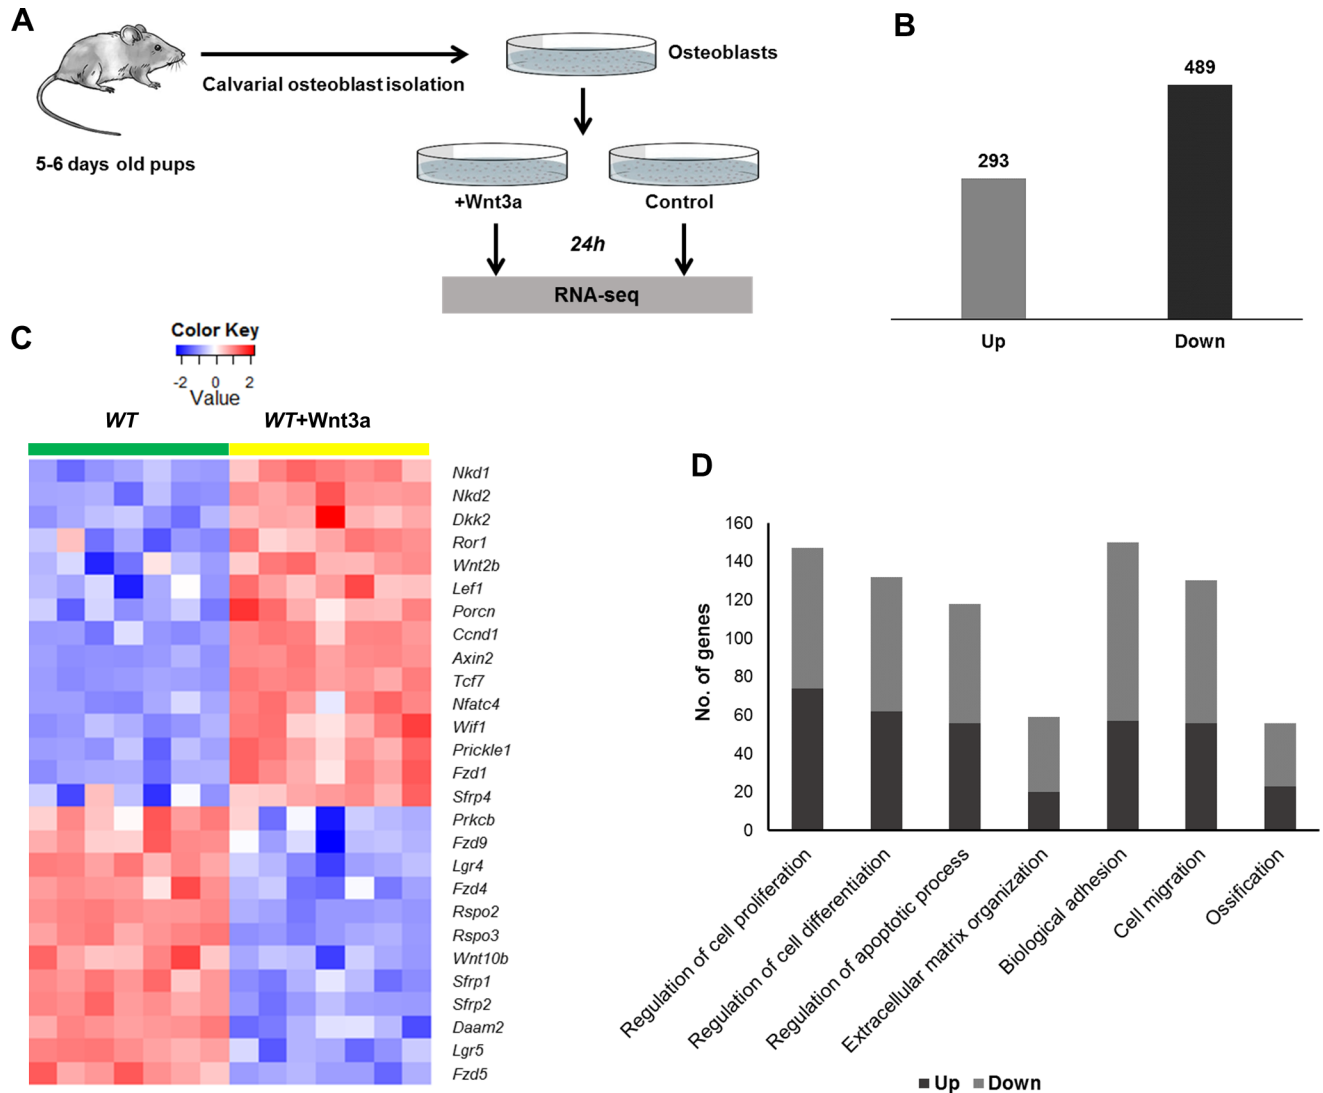 A
Calvarial osteoblast isolation
Osteoblasts
5-6 days old pups
+Wnt3a
Control
24h
RNA-seq
B
293
489
Up
Down
C
Color Key
-2 0 2
Value
WT
WT+Wnt3a
Nkd1
Nkd2
Dkk2
Ror1
Wnt2b
Lef1
Porcn
Ccnd1
Axin2
Tcf7
Nfatc4
Wif1
Prickle1
Fzd1
Sfrp4
Prkcb
Fzd9
Lgr4
Fzd4
Rspo2
Rspo3
Wnt10b
Sfrp1
Sfrp2
Daam2
Lgr5
Fzd5
D
No. of genes
160
140
120
100
80
60
40
20
0
Regulation of cell proliferation
Regulation of cell differentiation
Regulation of apoptotic process
Extracellular matrix organization
Biological adhesion
Cell migration
Ossification
Up Down